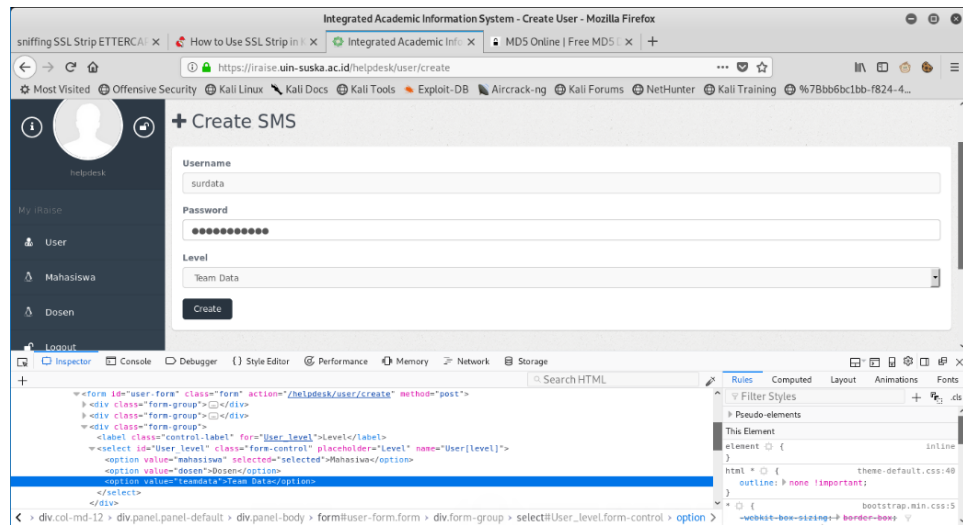 Integrated Academic Information System - Create User - Mozilla Firefox
sniffing SSL Strip ETTERCAP How to Use SSL Strip in K Integrated Academic Info MD5 Online | Free MD5 D
https://iraise.uin-suska.ac.id/helpdesk/user/create
Most Visited Offensive Security Kali Linux Kali Docs Kali Tools Exploit-DB Aircrack-ng Kali Forums NetHunter Kali Training %7Bbb6bc1bb-f824-4...
Create SMS
helpdesk
My iRaise
User
Mahasiswa
Dosen
Logout
Username
surdata
Password
Level
Team Data
Create
Inspector Console Debugger {} Style Editor Performance Memory Network Storage
+ Search HTML
<form id="user-form" class="form" action="/helpdesk/user/create" method="post">
<div class="form-group"></div>
<div class="form-group"></div>
<div class="form-group">
<label class="control-label" for="User_level">Level</label>
<select id="User_level" class="form-control" placeholder="Level" name="User[level]">
<option value="mahasiswa" selected="selected">Mahasiwa</option>
<option value="dosen">Dosen</option>
<option value="teamdata">Team Data</option>
</select>
</div>
div.col-md-12 > div.panel.panel-default > div.panel-body > form#user-form.form > div.form-group > select#User_level.form-control > option
Rules Computed Layout Animations Fonts
Filter Styles + .cls
Pseudo-elements
This Element
element { inline
}
html * { theme-default.css:40
outline: none !important;
}
* { bootstrap.min.css:5
-webkit-box-sizing: border-box;